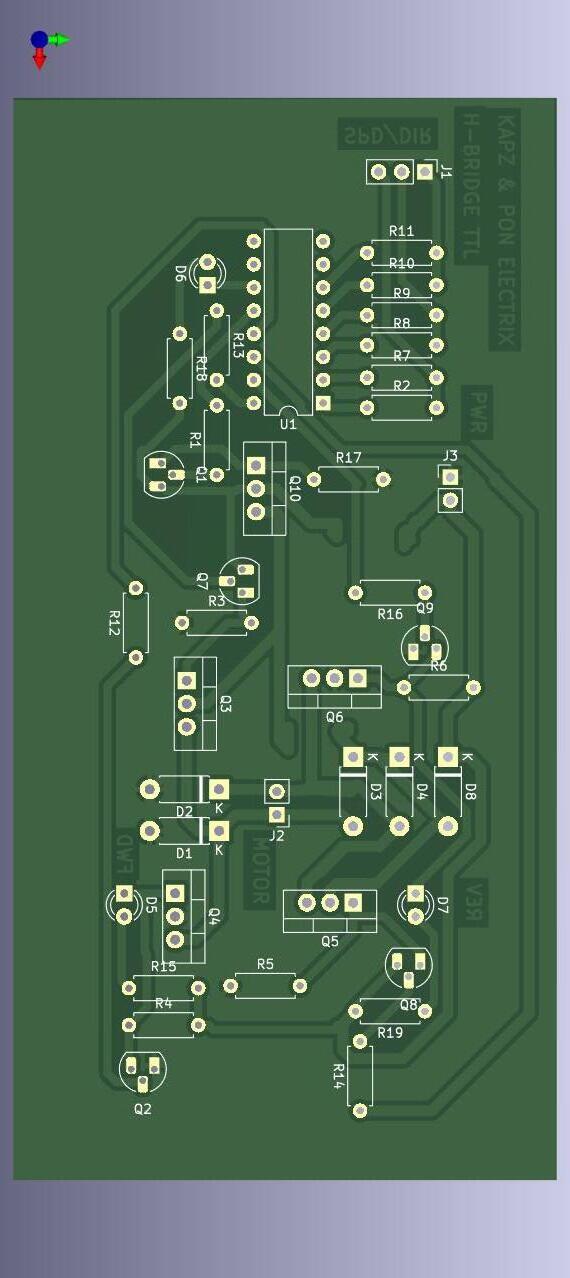 SPD/DIR
H-BRIDGE TTL
KAPZ & PON ELECTRIX
J1
R11
R10
D6
R9
R8
R13
R18
R7
R2
PWR
U1
R1
Q1
R17
J3
Q10
Q7
R3
R16
Q9
R12
R6
Q3
Q6
K
K
K
D3
D4
D8
K
D2
J2
K
D1
FWD
MOTOR
REV
D5
Q4
D7
Q5
R15
R5
R4
Q8
R19
R14
Q2